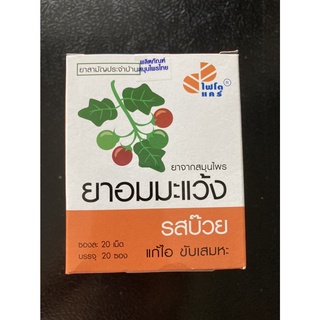 ยาสามัญประจำบ้าน
ผลิตภัณฑ์
สมุนไพรไทย
ไฟโต
แคร์
®
ยาจากสมุนไพร
ยาอมมะแว้ง
รสบ๊วย
ซองละ 20 เม็ด
บรรจุ 20 ซอง
แก้ไอ ขับเสมหะ